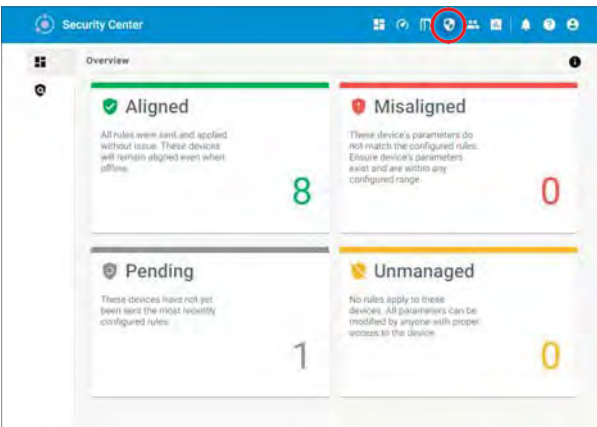 Security Center
Overview
Aligned
All rules were sent and applied
without issue. These devices
will remain aligned even when
offline.
8
Misaligned
These device's parameters do
not match the configured rules.
Ensure device's parameters
exist and are within any
configured range.
0
Pending
These devices have not yet
been sent the most recently
configured rules.
1
Unmanaged
No rules apply to these
devices. All parameters can be
modified by anyone with proper
access to the device.
0